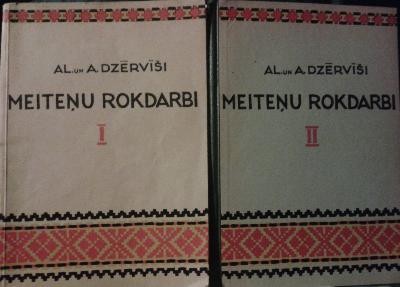 AL. UN A. DZĒRVĪŠI
MEITEŅU ROKDARBI
I
AL. UN A. DZĒRVĪŠI
MEITEŅU ROKDARBI
II